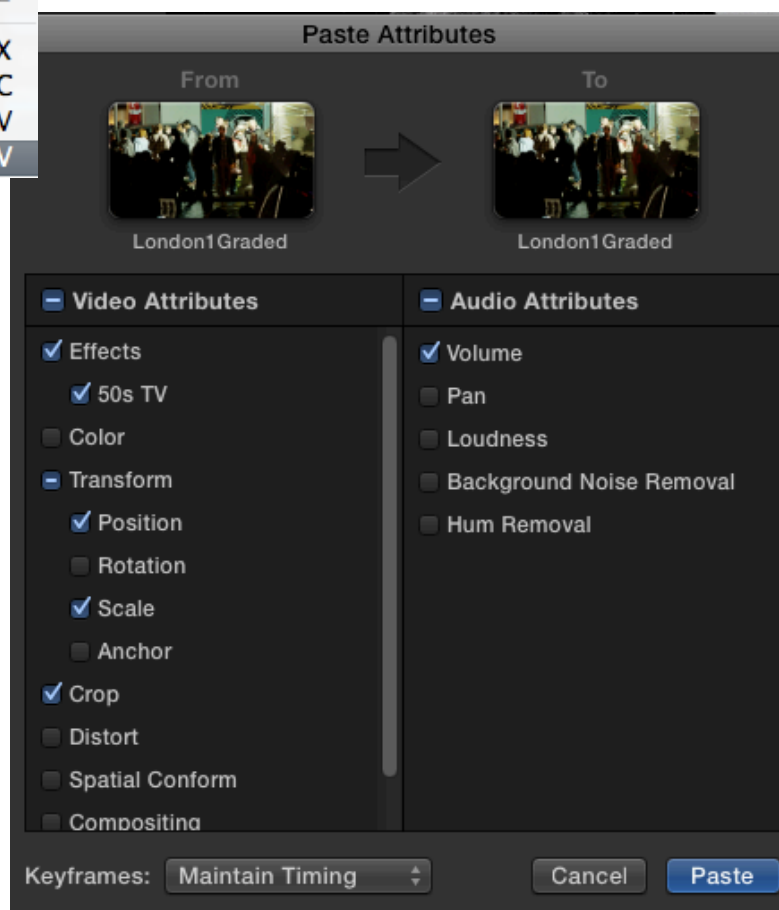 X
C
V
V
Paste Attributes
From To
London1Graded London1Graded
Video Attributes
Effects
50s TV
Color
Transform
Position
Rotation
Scale
Anchor
Crop
Distort
Spatial Conform
Compositing
Audio Attributes
Volume
Pan
Loudness
Background Noise Removal
Hum Removal
Keyframes: Maintain Timing Cancel Paste